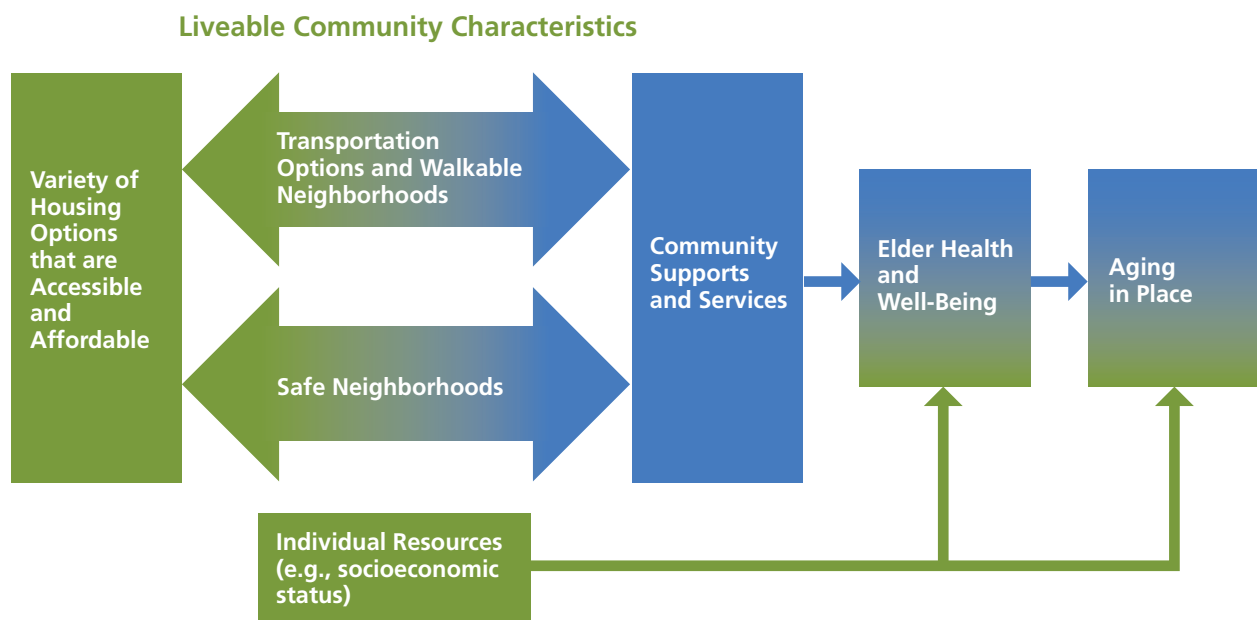 Liveable Community Characteristics
Variety of
Housing
Options
that are
Accessible
and
Affordable
Transportation
Options and Walkable
Neighborhoods
Safe Neighborhoods
Community
Supports
and Services
Elder Health
and
Well-Being
Aging
in Place
Individual Resources
(e.g., socioeconomic
status)